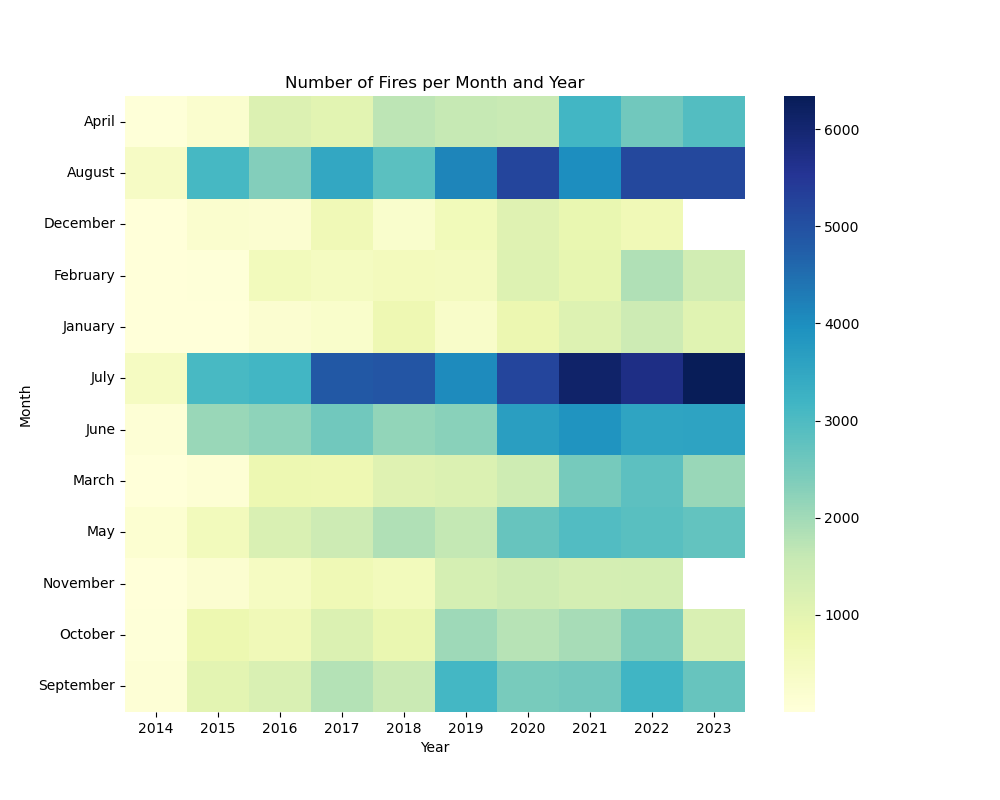 Number of Fires per Month and Year
Month
April
August
December
February
January
July
June
March
May
November
October
September
2014 2015 2016 2017 2018 2019 2020 2021 2022 2023
Year
6000
5000
4000
3000
2000
1000